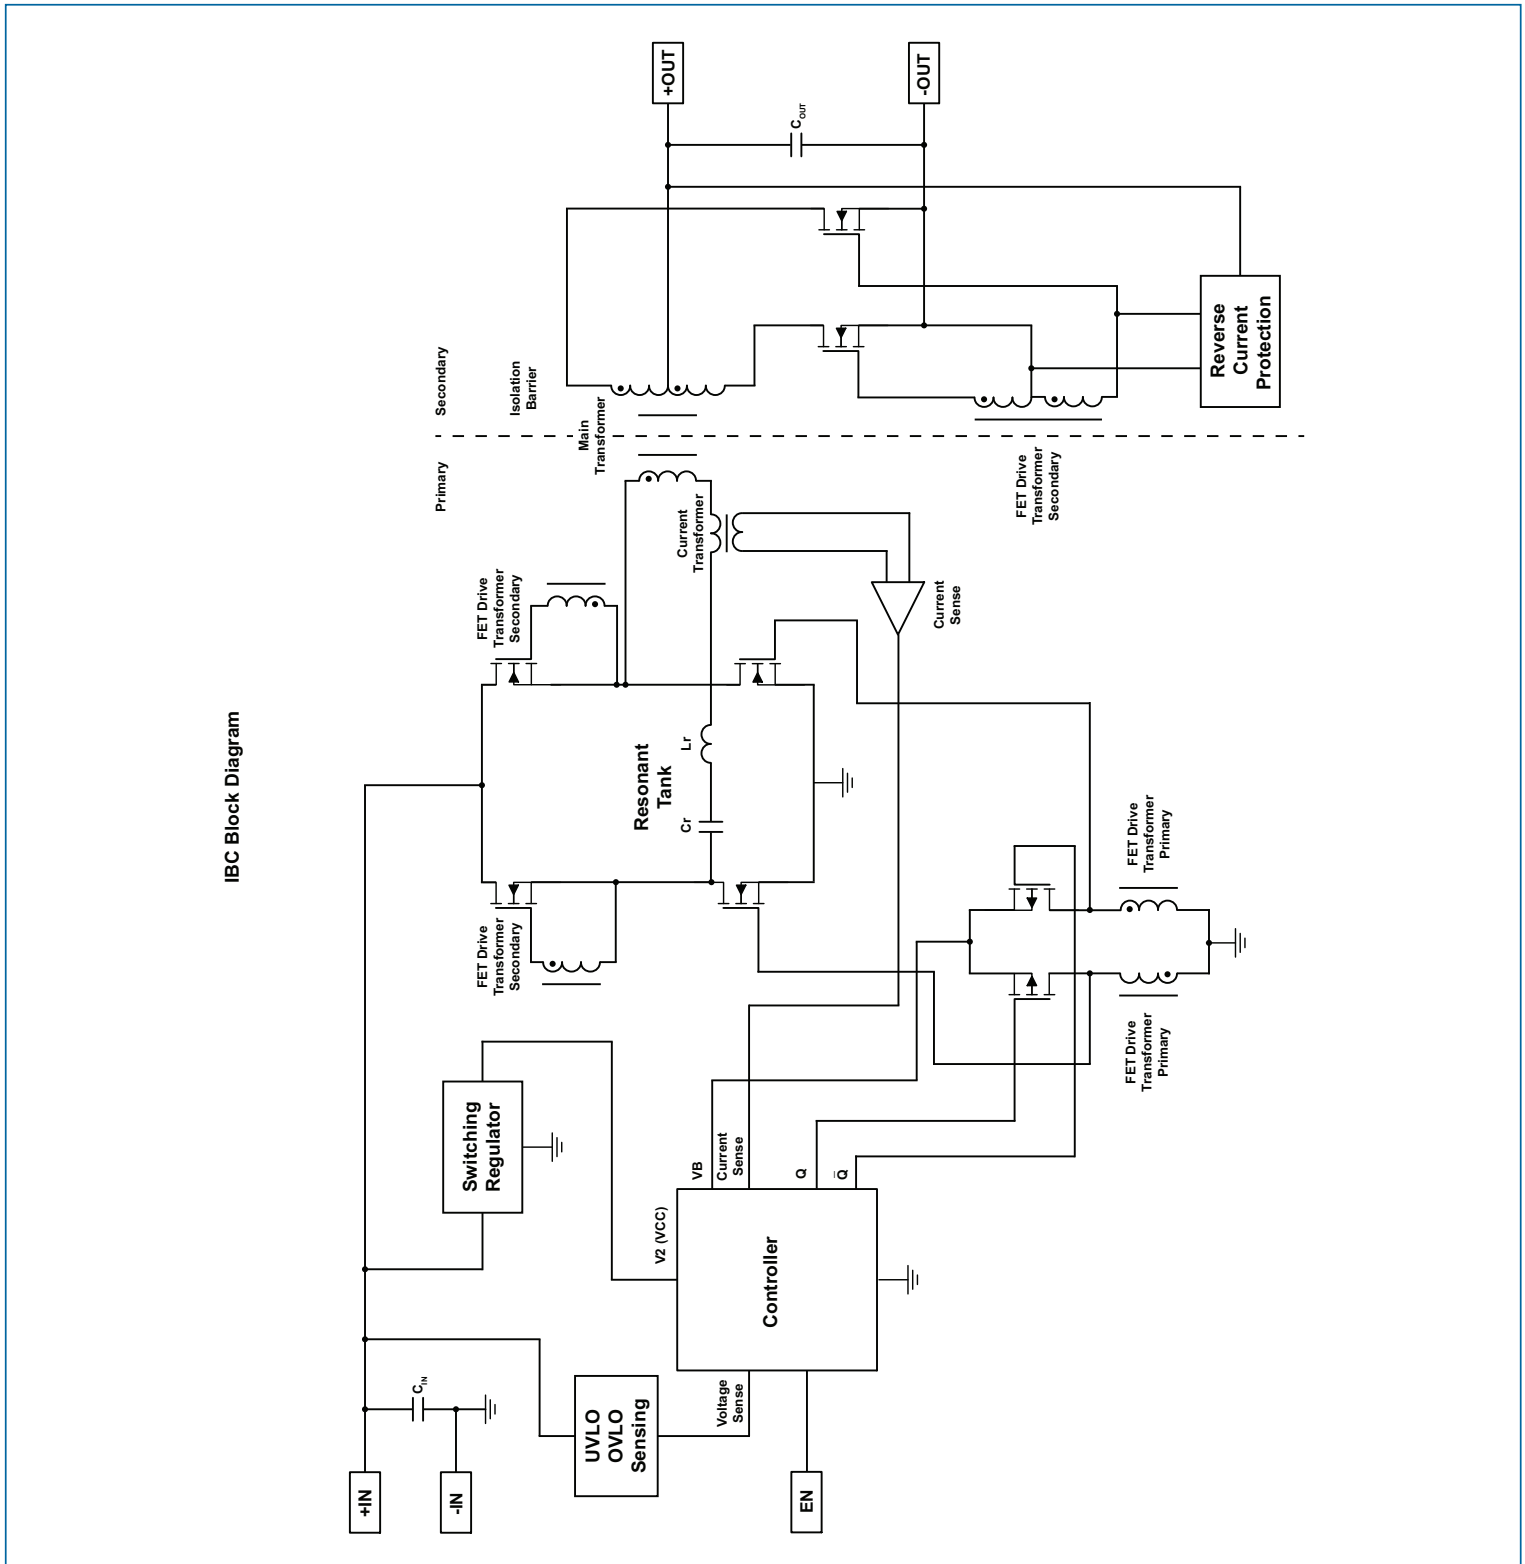 IBC Block Diagram
+IN
-IN
C_IN
UVLO
OVLO
Sensing
EN
Voltage
Sense
Switching
Regulator
V2 (VCC)
Controller
VB
Current
Sense
Q
Q̅
FET Drive
Transformer
Secondary
FET Drive
Transformer
Secondary
Resonant
Tank
Cr
Lr
Current
Transformer
Current
Sense
FET Drive
Transformer
Primary
FET Drive
Transformer
Primary
Primary
Secondary
Main
Transformer
Isolation
Barrier
FET Drive
Transformer
Secondary
Reverse
Current
Protection
C_OUT
+OUT
-OUT